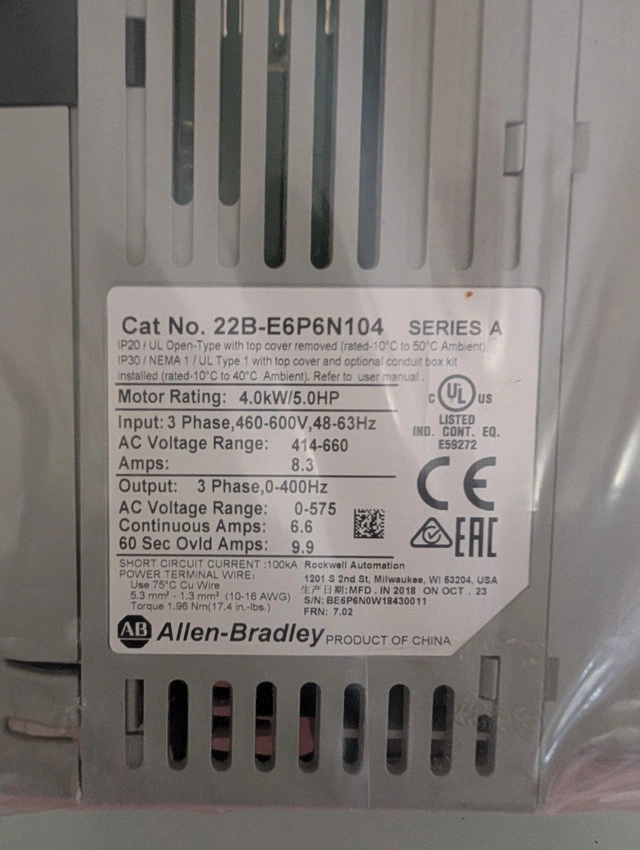 Cat No. 22B-E6P6N104 SERIES A
IP20 / UL Open-Type with top cover removed (rated-10°C to 50°C Ambient).
IP30 / NEMA 1 / UL Type 1 with top cover and optional conduit box kit
installed (rated-10°C to 40°C Ambient). Refer to user manual.
Motor Rating: 4.0kW/5.0HP
Input: 3 Phase,460-600V,48-63Hz
AC Voltage Range: 414-660
Amps: 8.3
C UL US
LISTED
IND. CONT. EQ.
E59272
CE
EAC
Output: 3 Phase,0-400Hz
AC Voltage Range: 0-575
Continuous Amps: 6.6
60 Sec Ovld Amps: 9.9
SHORT CIRCUIT CURRENT :100kA
POWER TERMINAL WIRE:
Use 75°C Cu Wire
5.3 mm² - 1.3 mm² (10-16 AWG)
Torque 1.96 Nm(17.4 in.-lbs.)
Rockwell Automation
1201 S 2nd St, Milwaukee, WI 53204, USA
生产日期:MFD. IN 2018 ON OCT . 23
S/N: BE6P6N0W18430011
FRN: 7.02
AB Allen-Bradley PRODUCT OF CHINA